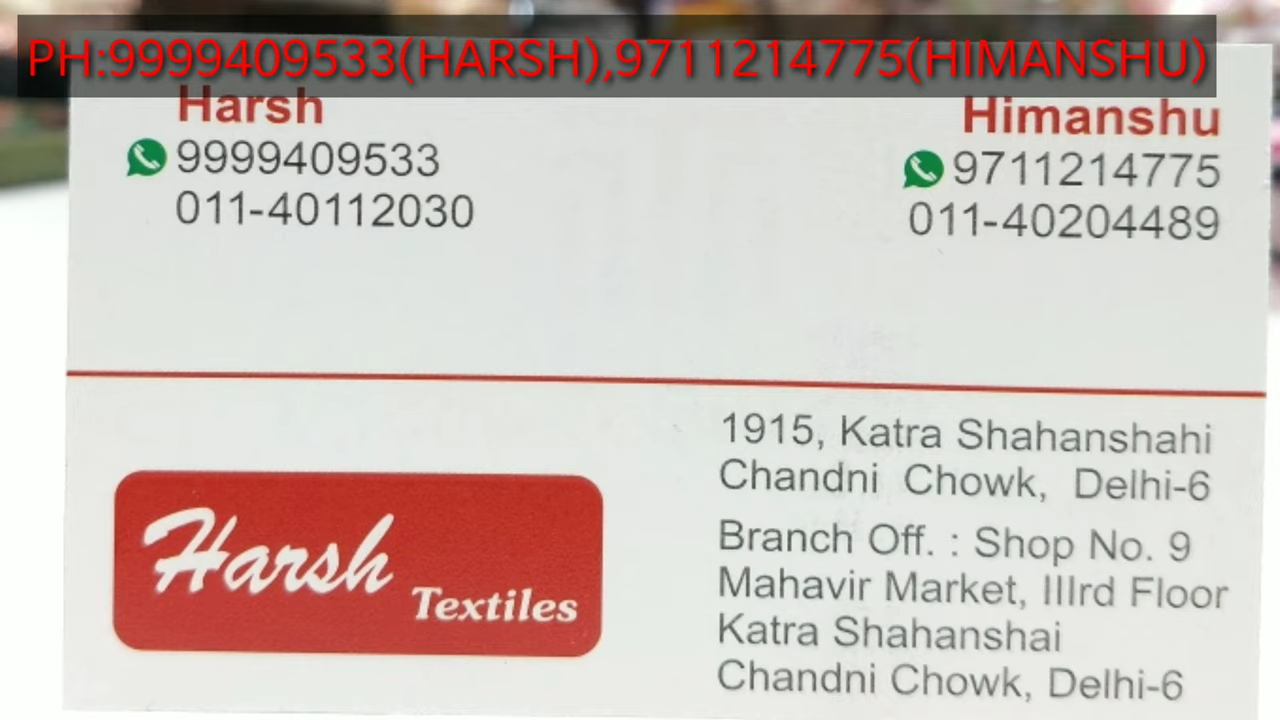 PH:9999409533(HARSH),9711214775(HIMANSHU)
Harsh
9999409533
011-40112030
Himanshu
9711214775
011-40204489
Harsh
Textiles
1915, Katra Shahanshahi
Chandni Chowk, Delhi-6
Branch Off. : Shop No. 9
Mahavir Market, IIIrd Floor
Katra Shahanshai
Chandni Chowk, Delhi-6